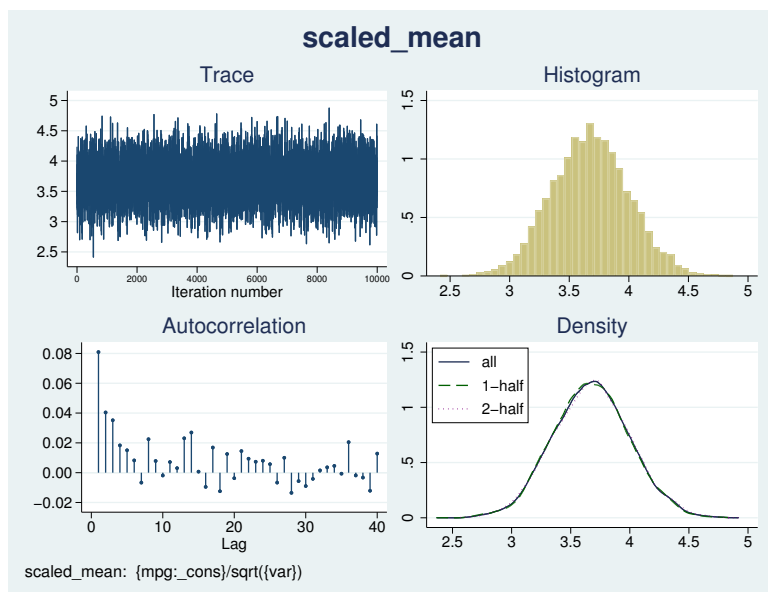 scaled_mean
Trace
5
4.5
4
3.5
3
2.5
0 2000 4000 6000 8000 10000
Iteration number
Histogram
1.5
1
.5
0
2.5 3 3.5 4 4.5 5
Autocorrelation
0.08
0.06
0.04
0.02
0.00
−0.02
0 10 20 30 40
Lag
Density
all
1−half
2−half
1.5
1
.5
0
2.5 3 3.5 4 4.5 5
scaled_mean: {mpg:_cons}/sqrt({var})